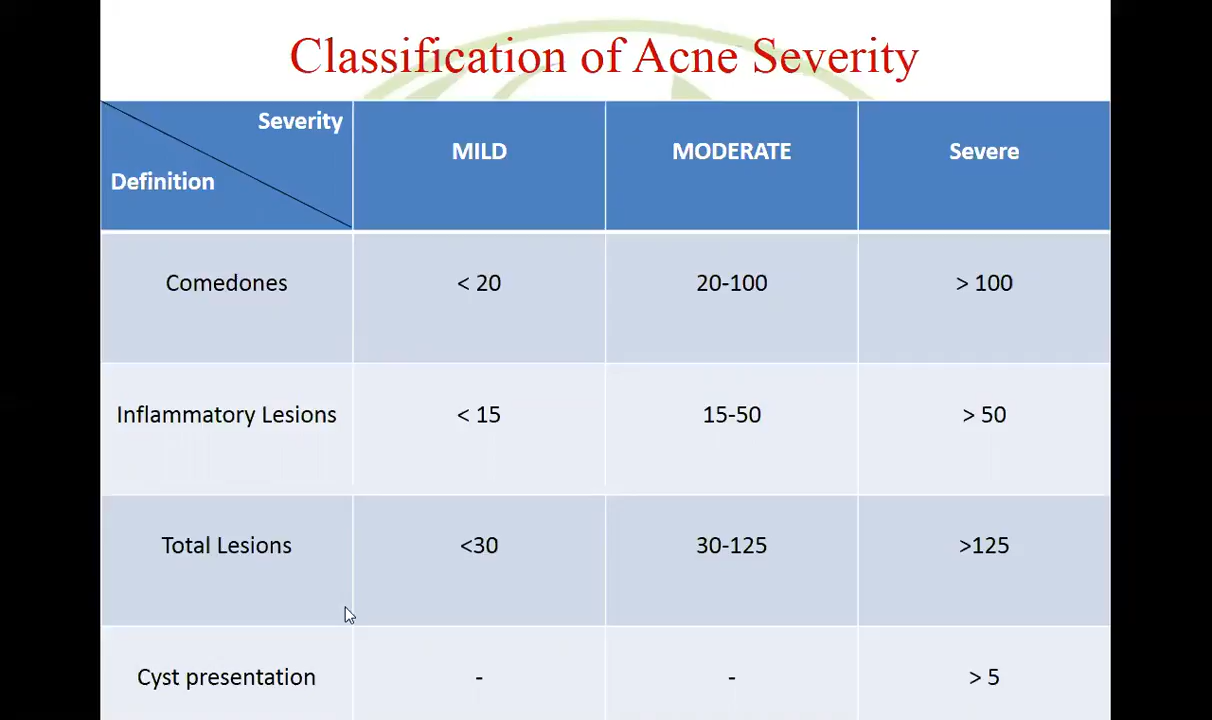 Classification of Acne Severity
Severity
Definition
MILD
MODERATE
Severe
Comedones
< 20
20-100
> 100
Inflammatory Lesions
< 15
15-50
> 50
Total Lesions
<30
30-125
>125
Cyst presentation
-
-
> 5